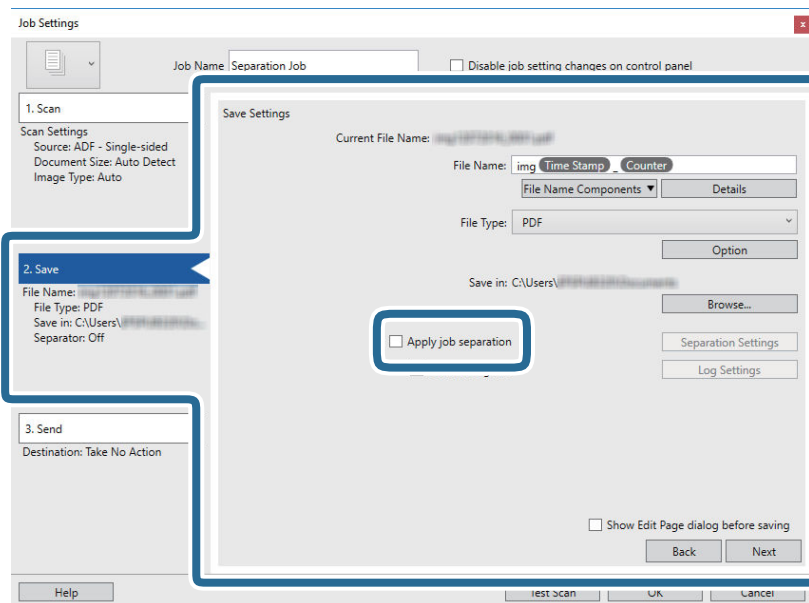 Job Settings
x
Job Name Separation Job
Disable job setting changes on control panel
1. Scan
Scan Settings
Source: ADF - Single-sided
Document Size: Auto Detect
Image Type: Auto
2. Save
File Name:
File Type: PDF
Save in: C:\Users\
Separator: Off
3. Send
Destination: Take No Action
Save Settings
Current File Name:
File Name: img Time Stamp _ Counter
File Name Components ▼ Details
File Type: PDF
Option
Save in: C:\Users\
Browse...
Apply job separation
Separation Settings
Log Settings
Show Edit Page dialog before saving
Back Next
Help Test Scan OK Cancel